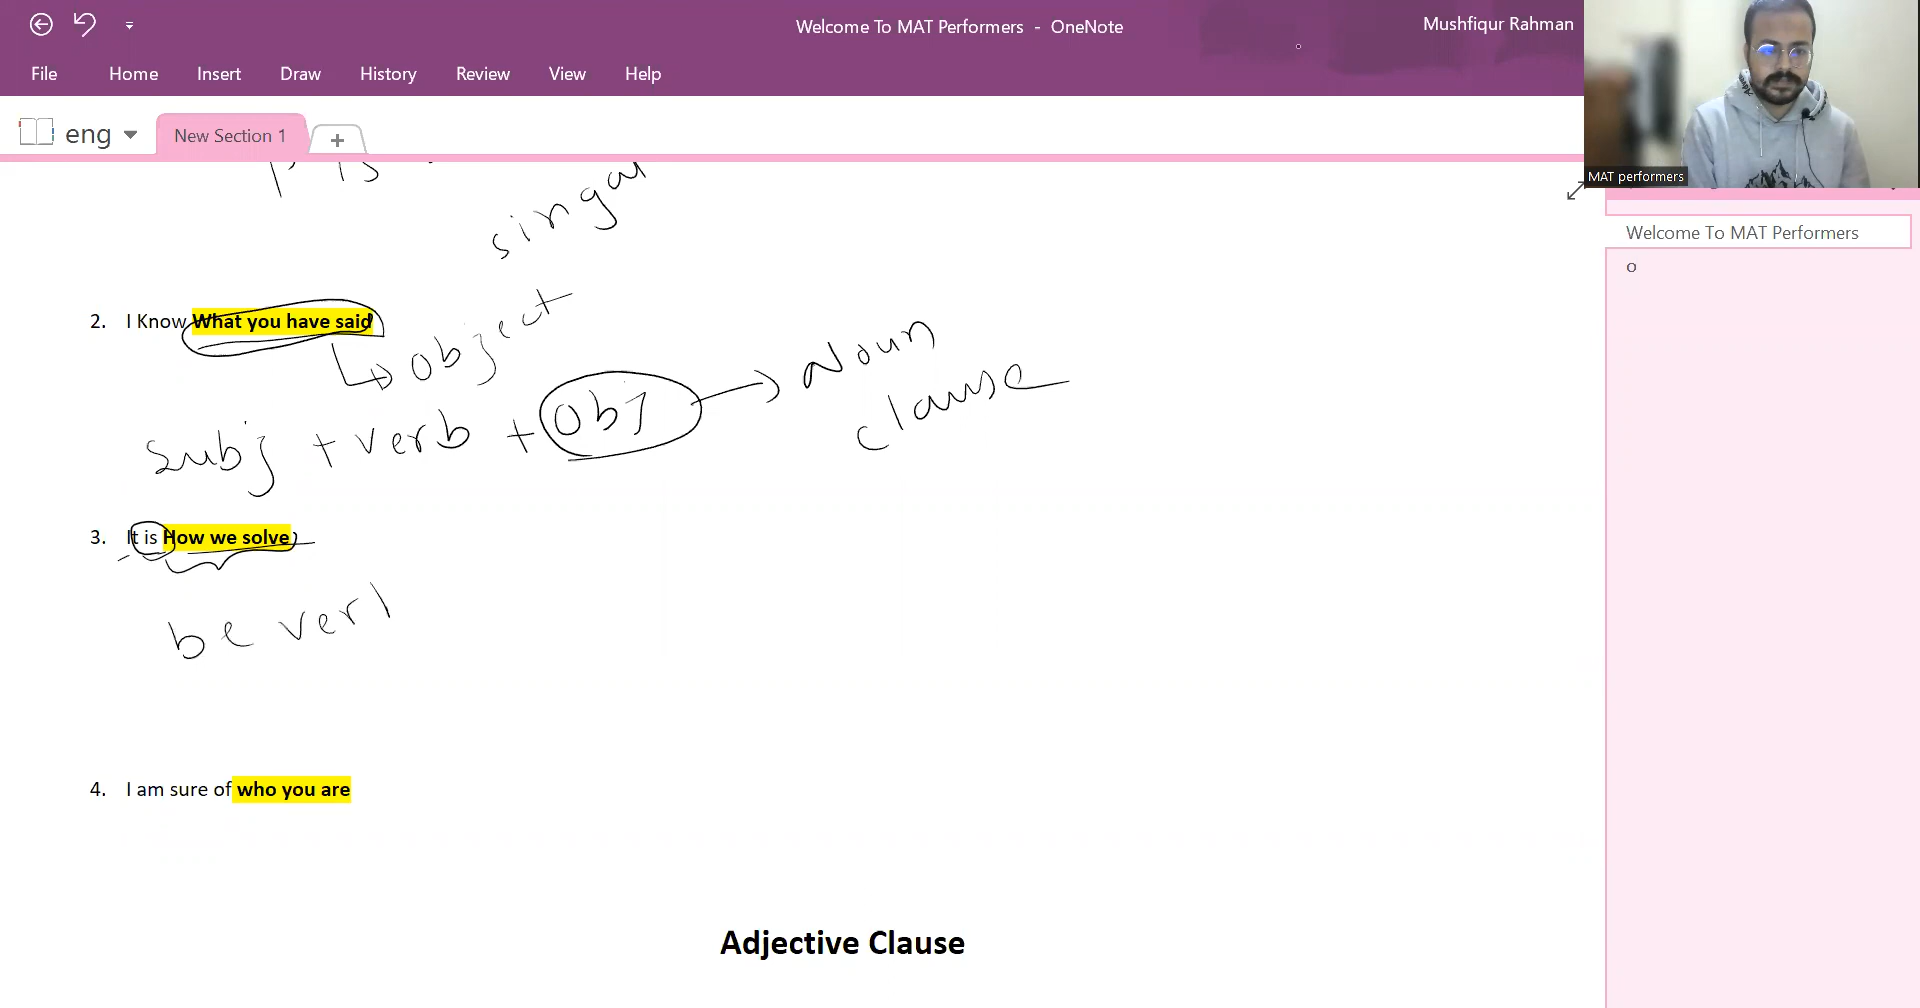 Welcome To MAT Performers - OneNote
Mushfiqur Rahman
File Home Insert Draw History Review View Help
MAT performers
eng
New Section 1
+
Welcome To MAT Performers
o
is
singal
2. I Know What you have said
object
subj + verb + obj
Noun
clause
3. It is How we solve
be verb
4. I am sure of who you are
Adjective Clause